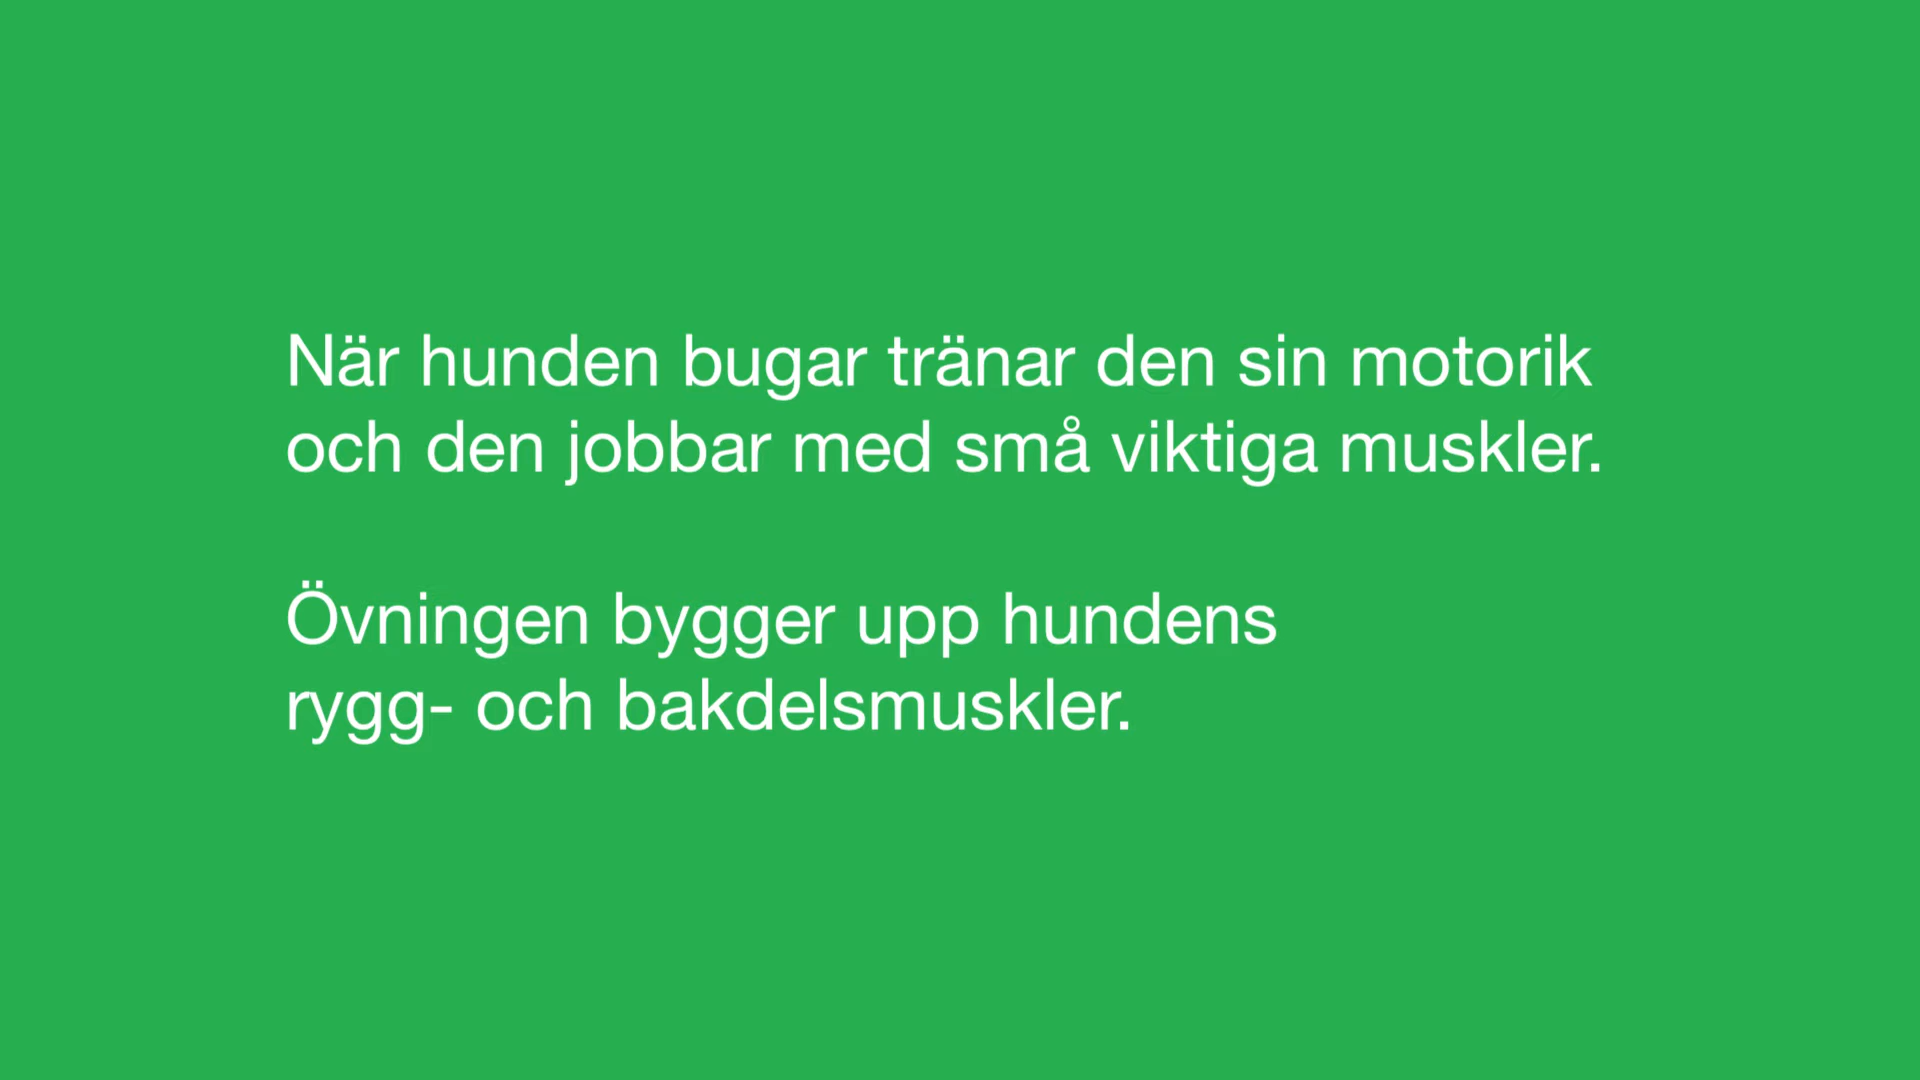 När hunden bugar tränar den sin motorik
och den jobbar med små viktiga muskler.
Övningen bygger upp hundens
rygg- och bakdelsmuskler.